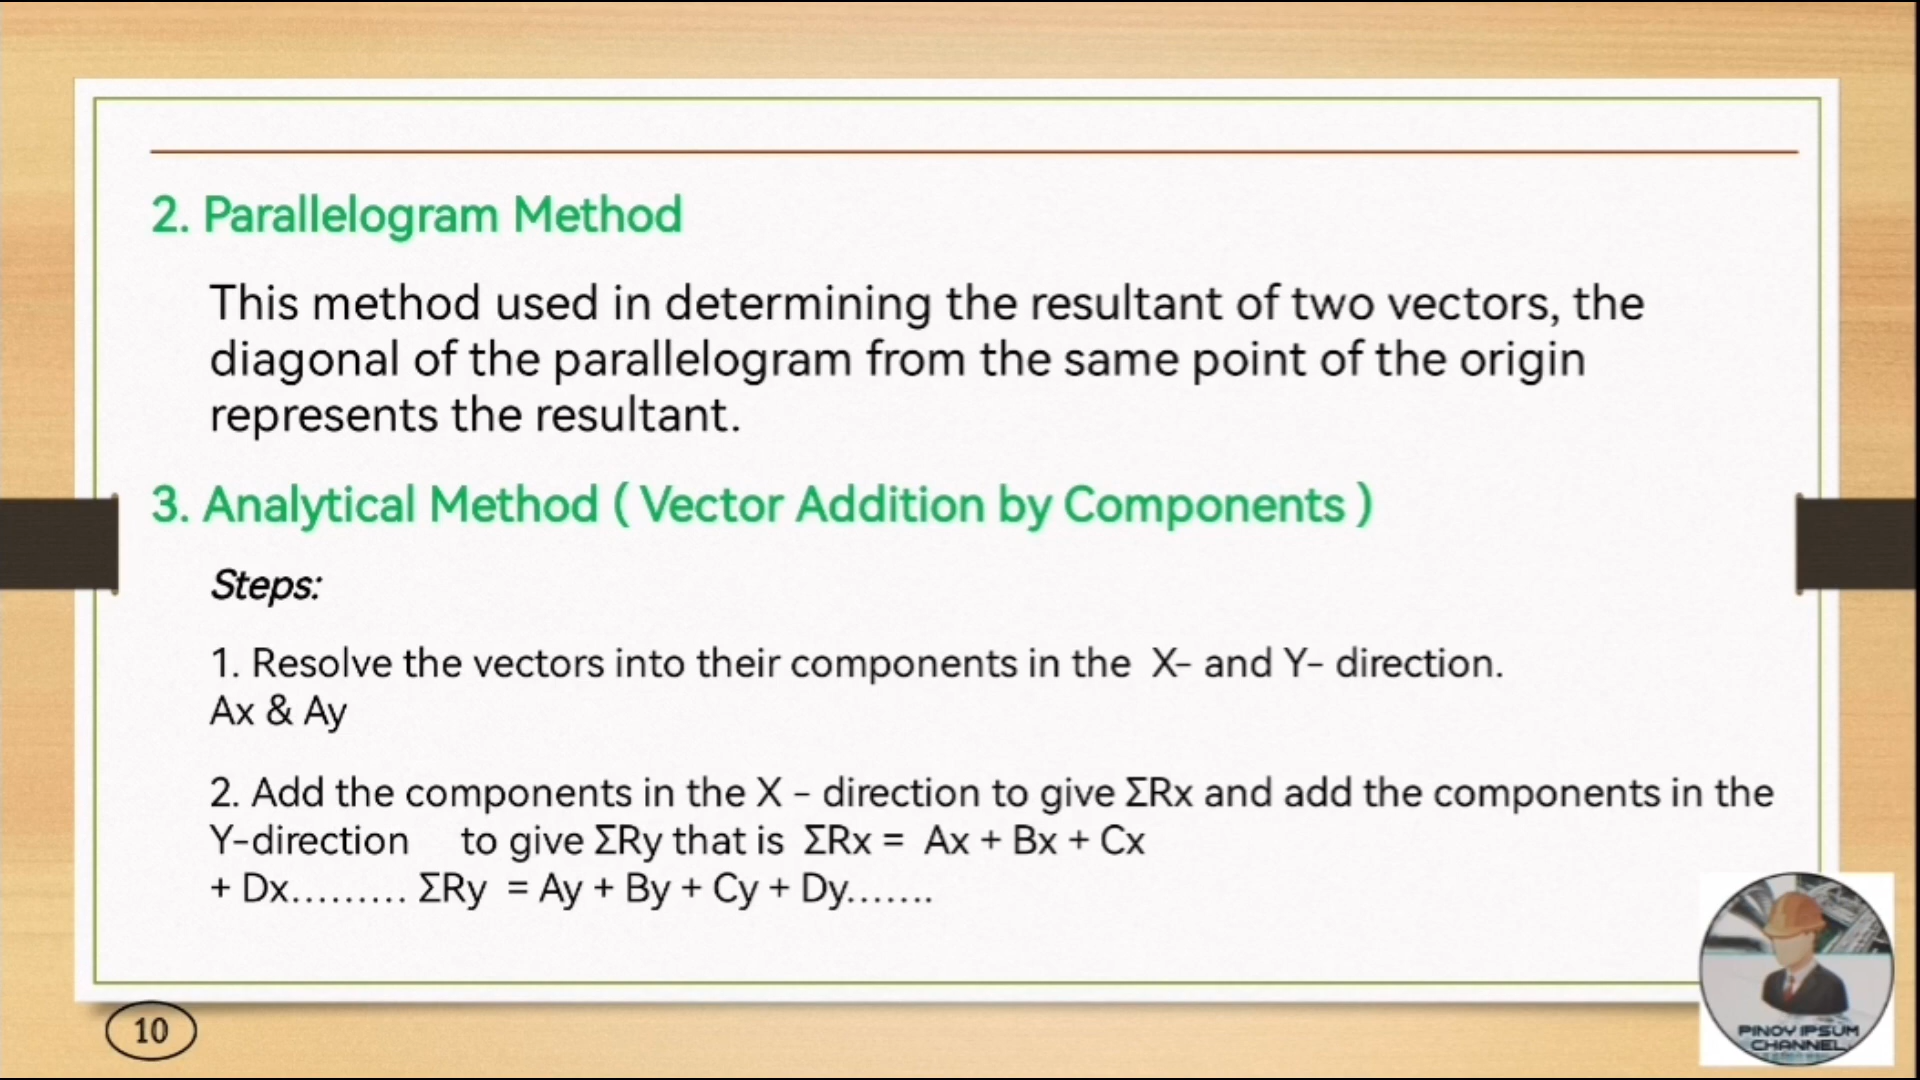 2. Parallelogram Method
This method used in determining the resultant of two vectors, the
diagonal of the parallelogram from the same point of the origin
represents the resultant.
3. Analytical Method ( Vector Addition by Components )
Steps:
1. Resolve the vectors into their components in the X- and Y- direction.
Ax & Ay
2. Add the components in the X - direction to give ΣRx and add the components in the
Y-direction to give ΣRy that is ΣRx = Ax + Bx + Cx
+ Dx......... ΣRy = Ay + By + Cy + Dy.......
10
PINOY IPSUM
CHANNEL